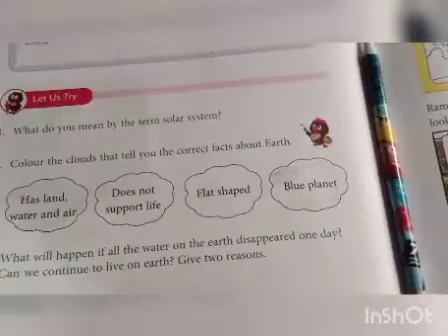 Let Us Try
What do you mean by the term solar system?
Colour the clouds that tell you the correct facts about Earth.
Has land,
water and air
Does not
support life
Flat shaped
Blue planet
What will happen if all the water on the earth disappeared one day?
Can we continue to live on earth? Give two reasons.
Ram
look
InShOt